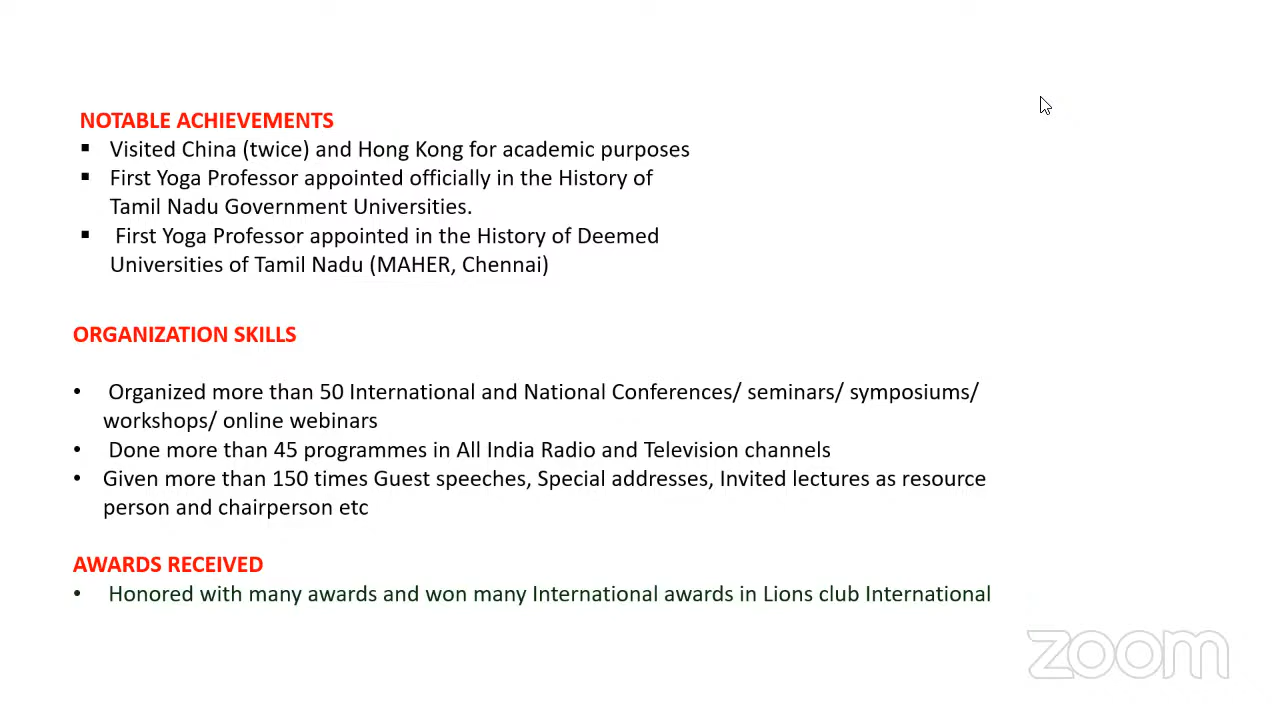 NOTABLE ACHIEVEMENTS
▪ Visited China (twice) and Hong Kong for academic purposes
▪ First Yoga Professor appointed officially in the History of
Tamil Nadu Government Universities.
▪ First Yoga Professor appointed in the History of Deemed
Universities of Tamil Nadu (MAHER, Chennai)
ORGANIZATION SKILLS
• Organized more than 50 International and National Conferences/ seminars/ symposiums/
workshops/ online webinars
• Done more than 45 programmes in All India Radio and Television channels
• Given more than 150 times Guest speeches, Special addresses, Invited lectures as resource
person and chairperson etc
AWARDS RECEIVED
• Honored with many awards and won many International awards in Lions club International
zoom